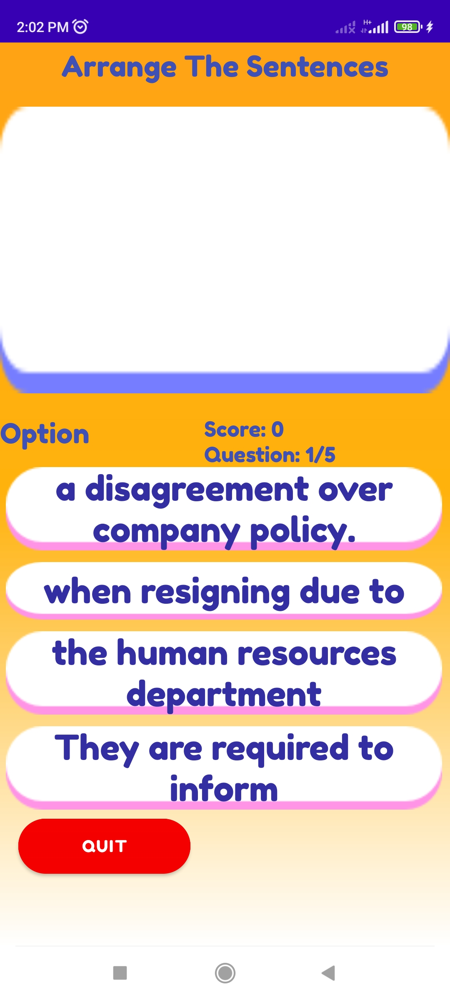 2:02 PM
H+
98
Arrange The Sentences
Option
Score: 0
Question: 1/5
a disagreement over
company policy.
when resigning due to
the human resources
department
They are required to
inform
QUIT